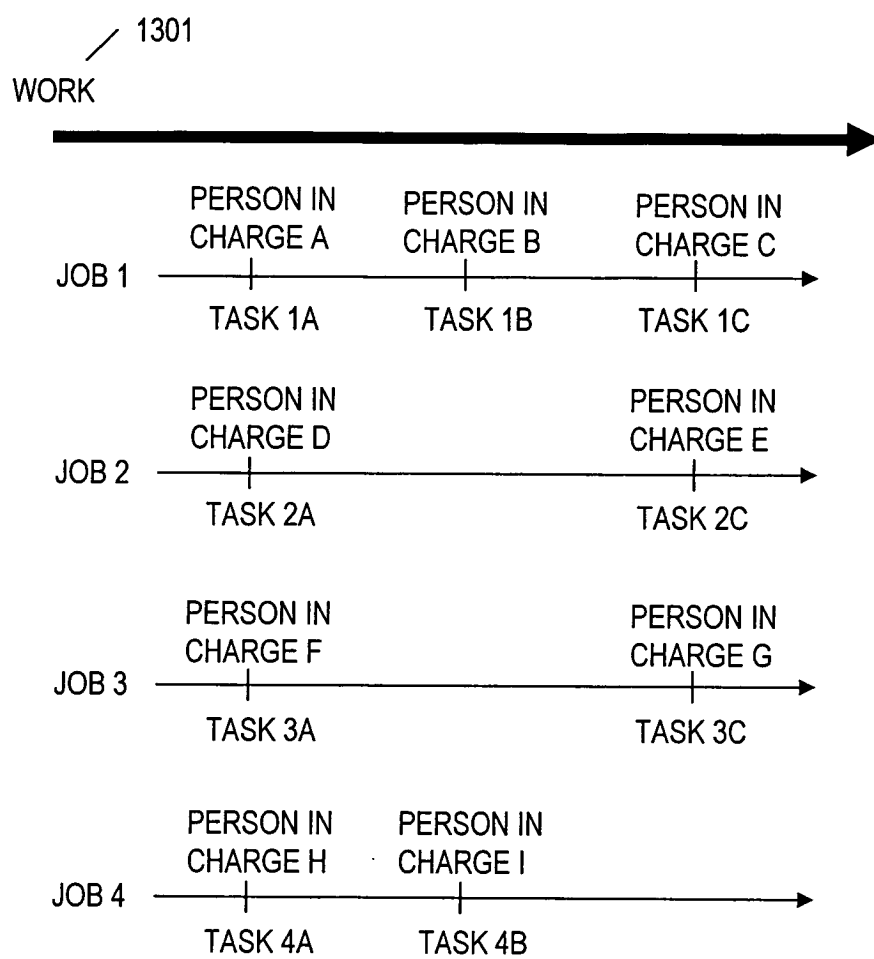 1301
WORK
PERSON IN
CHARGE A
PERSON IN
CHARGE B
PERSON IN
CHARGE C
JOB 1
TASK 1A
TASK 1B
TASK 1C
PERSON IN
CHARGE D
PERSON IN
CHARGE E
JOB 2
TASK 2A
TASK 2C
PERSON IN
CHARGE F
PERSON IN
CHARGE G
JOB 3
TASK 3A
TASK 3C
PERSON IN
CHARGE H
PERSON IN
CHARGE I
JOB 4
TASK 4A
TASK 4B